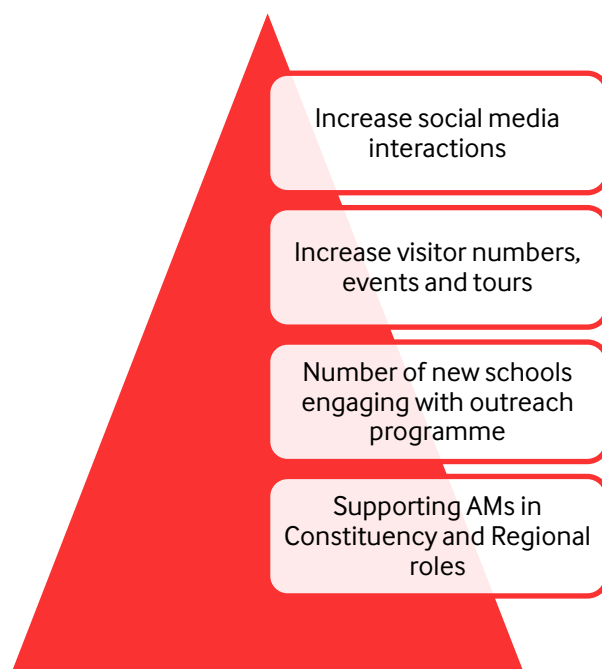 Increase social media
interactions
Increase visitor numbers,
events and tours
Number of new schools
engaging with outreach
programme
Supporting AMs in
Constituency and Regional
roles